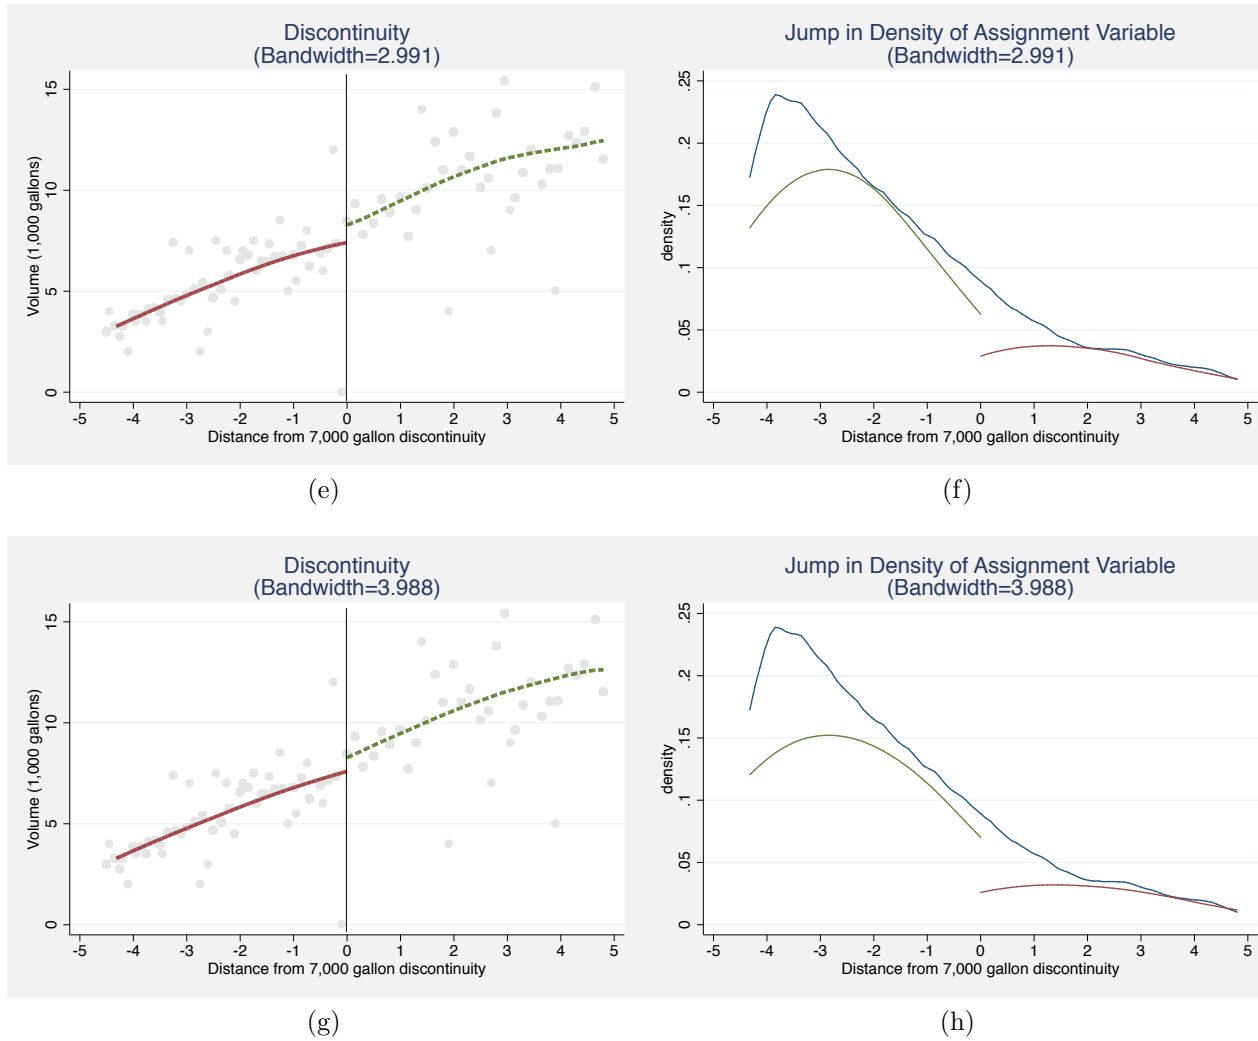 Discontinuity
(Bandwidth=2.991)
Volume (1,000 gallons)
15
10
5
0
-5 -4 -3 -2 -1 0 1 2 3 4 5
Distance from 7,000 gallon discontinuity
(e)
Jump in Density of Assignment Variable
(Bandwidth=2.991)
density
.25
.2
.15
.1
.05
0
-5 -4 -3 -2 -1 0 1 2 3 4 5
Distance from 7,000 gallon discontinuity
(f)
Discontinuity
(Bandwidth=3.988)
Volume (1,000 gallons)
15
10
5
0
-5 -4 -3 -2 -1 0 1 2 3 4 5
Distance from 7,000 gallon discontinuity
(g)
Jump in Density of Assignment Variable
(Bandwidth=3.988)
density
.25
.2
.15
.1
.05
0
-5 -4 -3 -2 -1 0 1 2 3 4 5
Distance from 7,000 gallon discontinuity
(h)